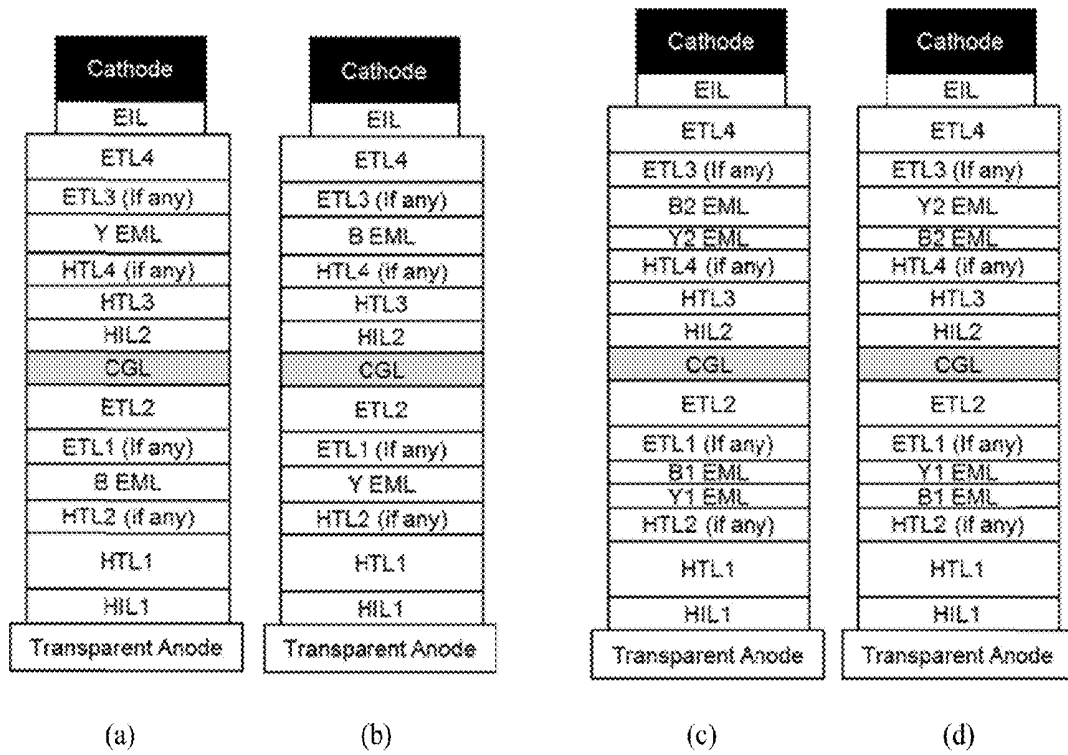 Cathode
EIL
ETL4
ETL3 (if any)
Y EML
HTL4 (if any)
HTL3
HIL2
CGL
ETL2
ETL1 (if any)
B EML
HTL2 (if any)
HTL1
HIL1
Transparent Anode
(a)
Cathode
EIL
ETL4
ETL3 (if any)
B EML
HTL4 (if any)
HTL3
HIL2
CGL
ETL2
ETL1 (if any)
Y EML
HTL2 (if any)
HTL1
HIL1
Transparent Anode
(b)
Cathode
EIL
ETL4
ETL3 (if any)
B2 EML
Y2 EML
HTL4 (if any)
HTL3
HIL2
CGL
ETL2
ETL1 (if any)
B1 EML
Y1 EML
HTL2 (if any)
HTL1
HIL1
Transparent Anode
(c)
Cathode
EIL
ETL4
ETL3 (if any)
Y2 EML
B2 EML
HTL4 (if any)
HTL3
HIL2
CGL
ETL2
ETL1 (if any)
Y1 EML
B1 EML
HTL2 (if any)
HTL1
HIL1
Transparent Anode
(d)